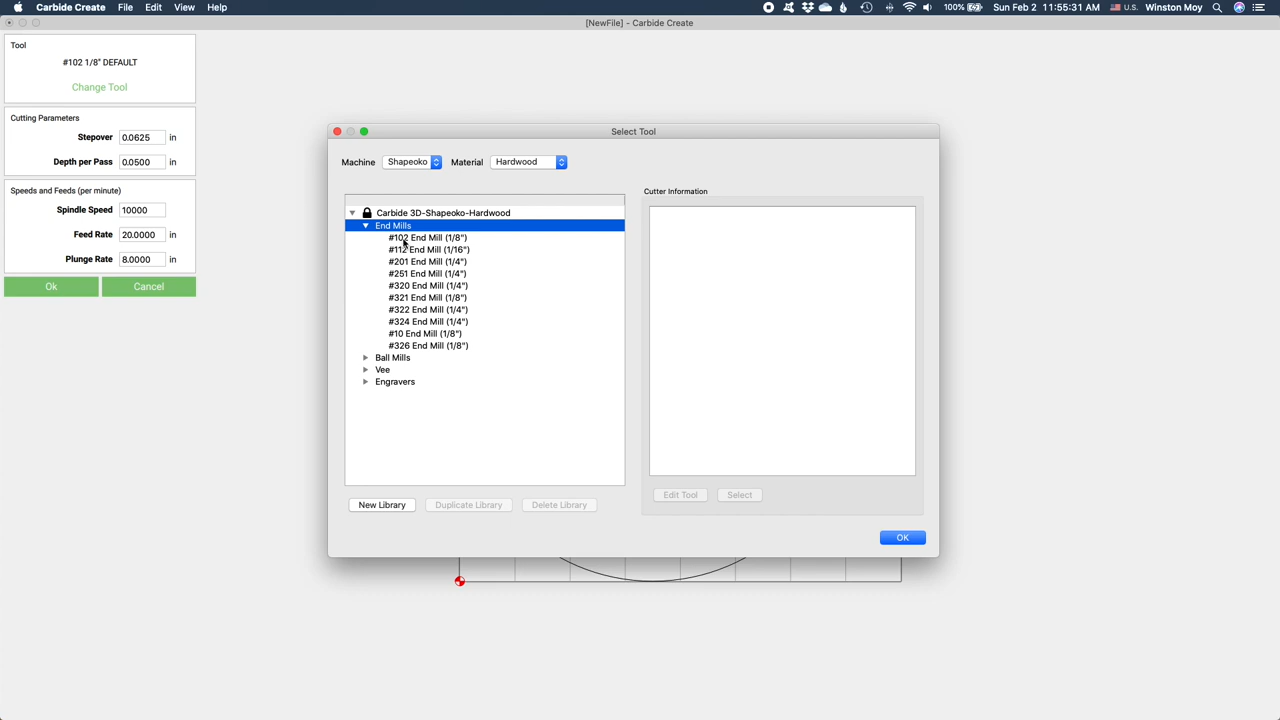 Carbide Create File Edit View Help 100% U.S. Sun Feb 2 11:55:31 AM Winston Moy
[NewFile] - Carbide Create
Tool
#102 1/8" DEFAULT
Change Tool
Cutting Parameters
Stepover 0.0625 in
Depth per Pass 0.0500 in
Speeds and Feeds (per minute)
Spindle Speed 10000
Feed Rate 20.0000 in
Plunge Rate 8.0000 in
Ok Cancel
Select Tool
Machine Shapeoko Material Hardwood
Carbide 3D-Shapeoko-Hardwood
End Mills
#102 End Mill (1/8")
#112 End Mill (1/16")
#201 End Mill (1/4")
#251 End Mill (1/4")
#320 End Mill (1/4")
#321 End Mill (1/8")
#322 End Mill (1/4")
#324 End Mill (1/4")
#10 End Mill (1/8")
#326 End Mill (1/8")
Ball Mills
Vee
Engravers
New Library Duplicate Library Delete Library
Cutter Information
Edit Tool Select
OK